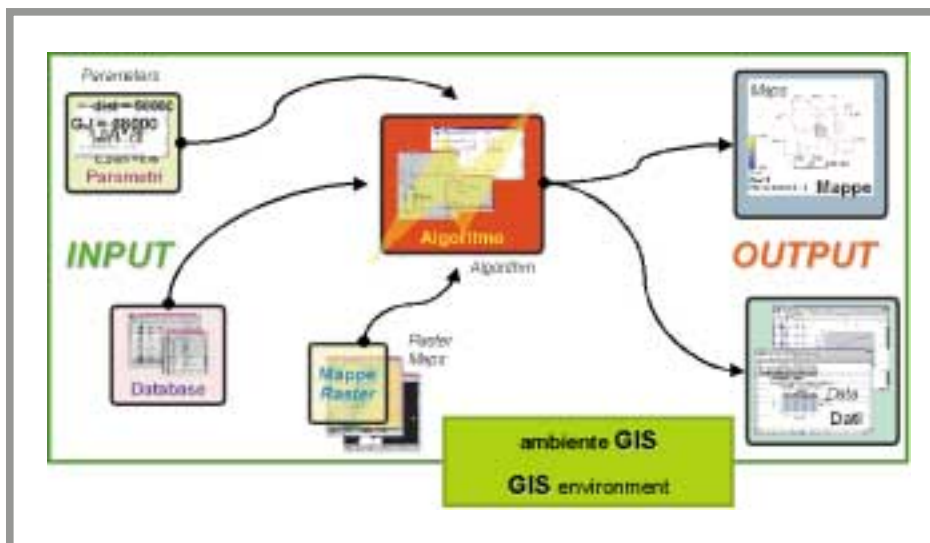 Parameters
dist =
Parametri
INPUT
Database
Algoritmo
Algorithm
Raster
Maps
Mappe
Raster
Maps
Mappe
OUTPUT
Data
Dati
ambiente GIS
GIS environment